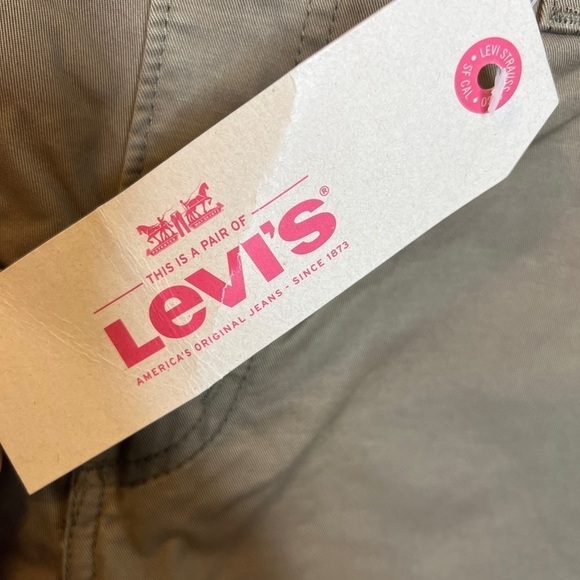 LEVI STRAUSS
SF CAL
THIS IS A PAIR OF
Levi's®
AMERICA'S ORIGINAL JEANS - SINCE 1873